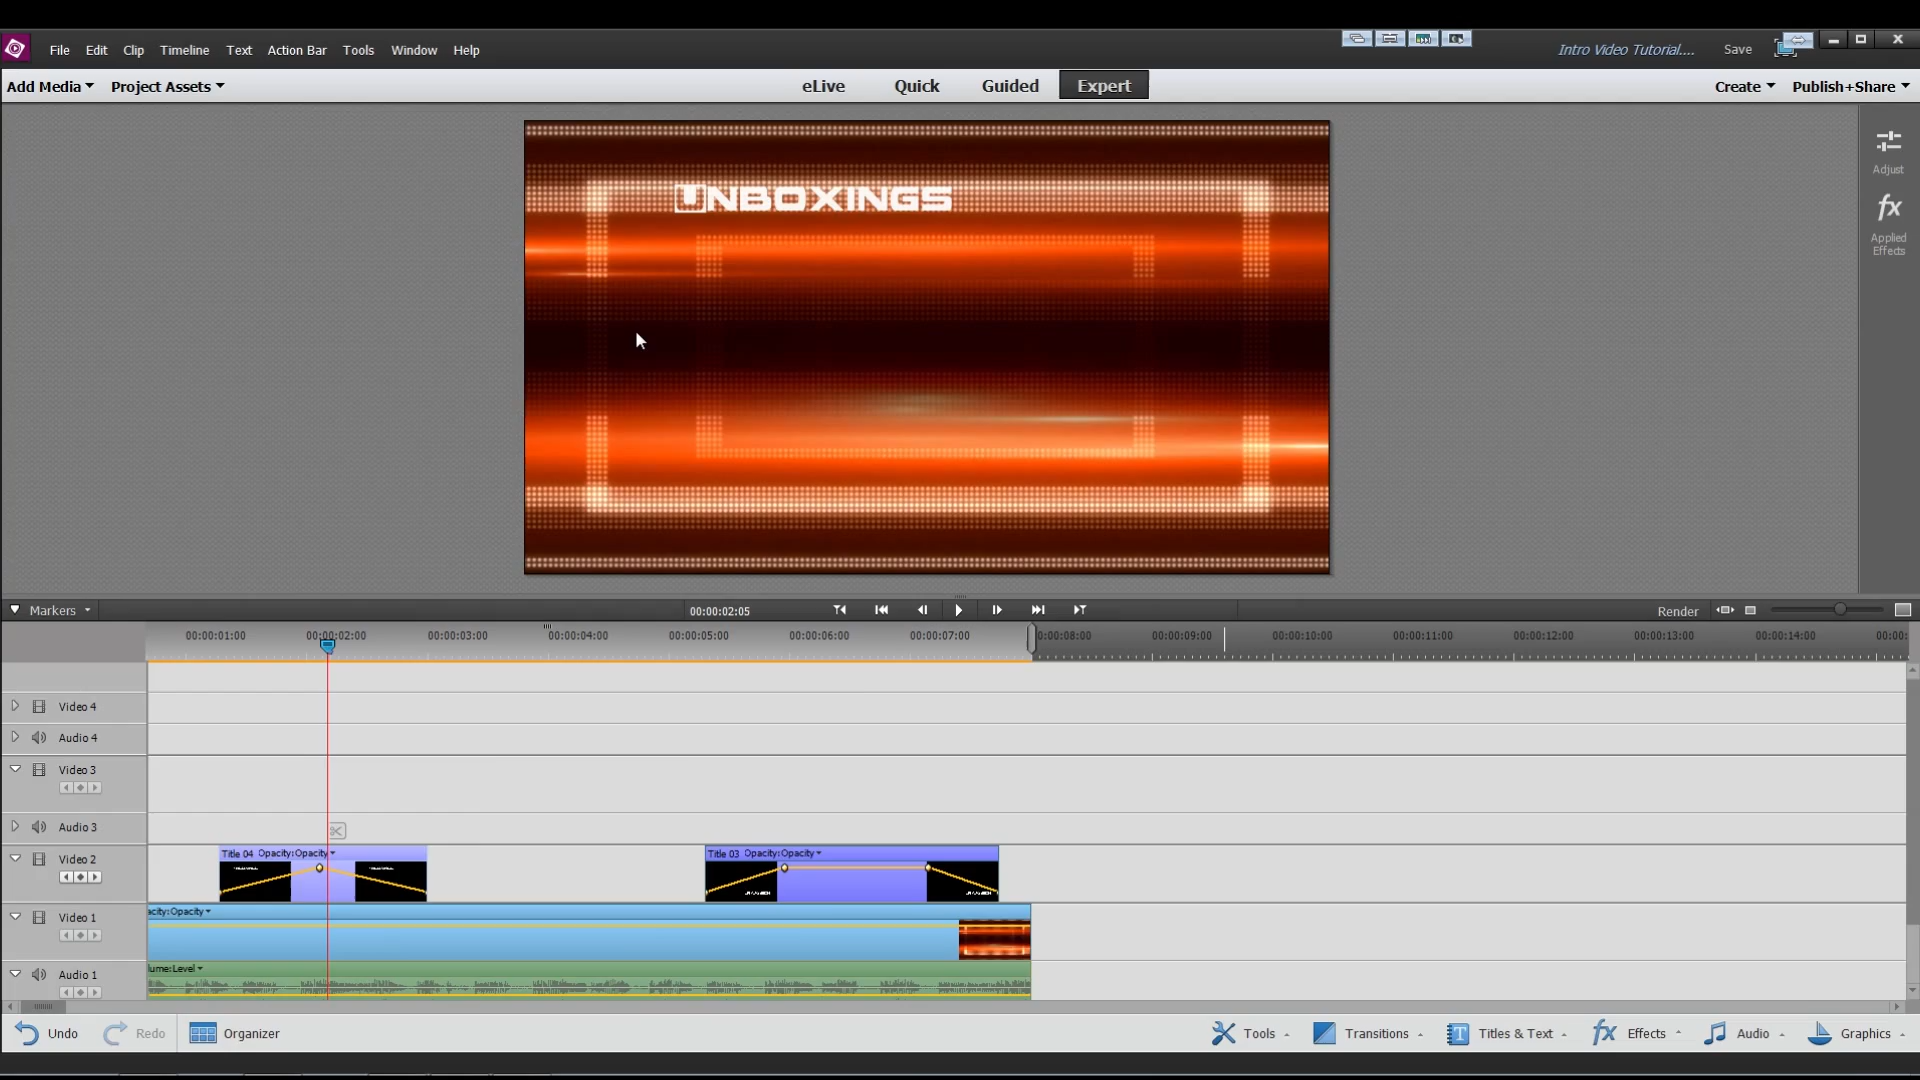 File Edit Clip Timeline Text Action Bar Tools Window Help
Intro Video Tutorial.... Save
Add Media Project Assets eLive Quick Guided Expert Create Publish+Share
UNBOXINGS
Adjust
fx
Applied
Effects
Markers 00:00:02:05 Render
00:00:01:00 00:00:02:00 00:00:03:00 00:00:04:00 00:00:05:00 00:00:06:00 00:00:07:00 0:00:08:00 00:00:09:00 00:00:10:00 00:00:11:00 00:00:12:00 00:00:13:00 00:00:14:00 00:00:
Video 4
Audio 4
Video 3
Audio 3
Video 2
Title 04 Opacity:Opacity Title 03 Opacity:Opacity
Video 1
acity:Opacity
Audio 1
lume:Level
Undo Redo Organizer Tools Transitions T Titles & Text fx Effects Audio Graphics